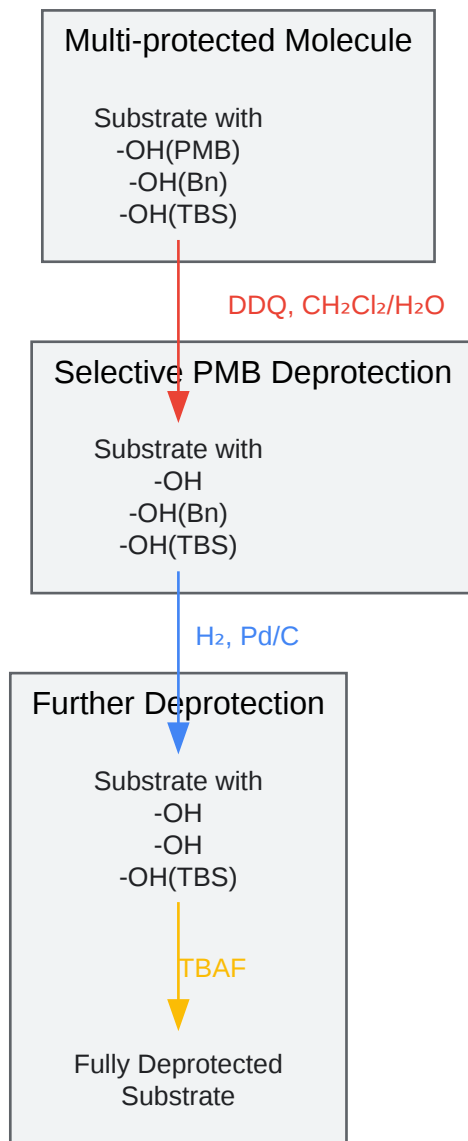 Multi-protected Molecule
Substrate with
-OH(PMB)
-OH(Bn)
-OH(TBS)
DDQ, CH₂Cl₂/H₂O
Selective PMB Deprotection
Substrate with
-OH
-OH(Bn)
-OH(TBS)
H₂, Pd/C
Further Deprotection
Substrate with
-OH
-OH
-OH(TBS)
TBAF
Fully Deprotected
Substrate